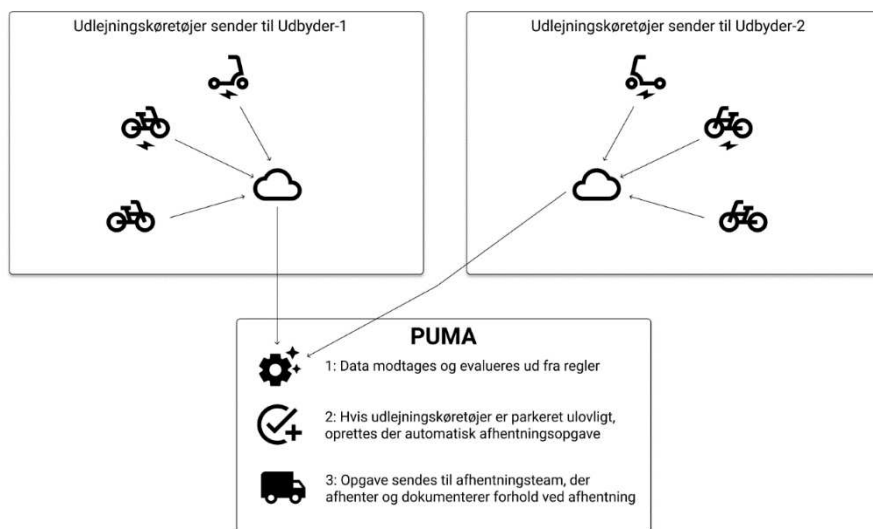 Udlejningskøretøjer sender til Udbyder-1
Udlejningskøretøjer sender til Udbyder-2
PUMA
1: Data modtages og evalueres ud fra regler
2: Hvis udlejningskøretøjer er parkeret ulovligt,
oprettes der automatisk afhentningsopgave
3: Opgave sendes til afhentningsteam, der
afhenter og dokumenterer forhold ved afhentning